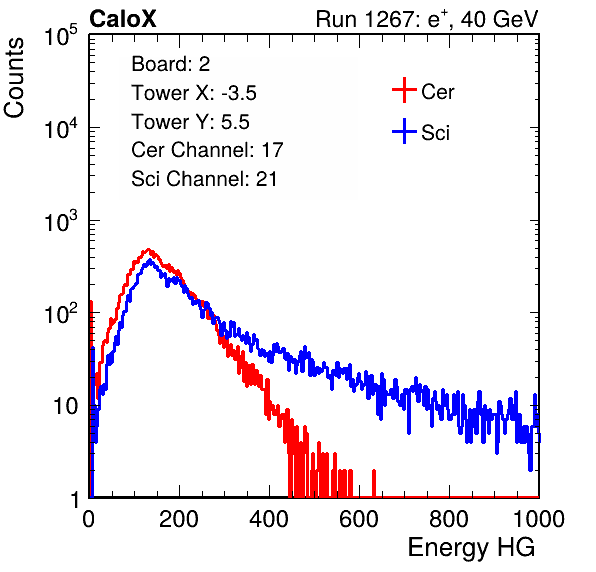 CaloX Run 1267: e⁺, 40 GeV
Counts
10⁵
10⁴
10³
10²
10
1
Board: 2
Tower X: -3.5
Tower Y: 5.5
Cer Channel: 17
Sci Channel: 21
Cer
Sci
0 200 400 600 800 1000
Energy HG